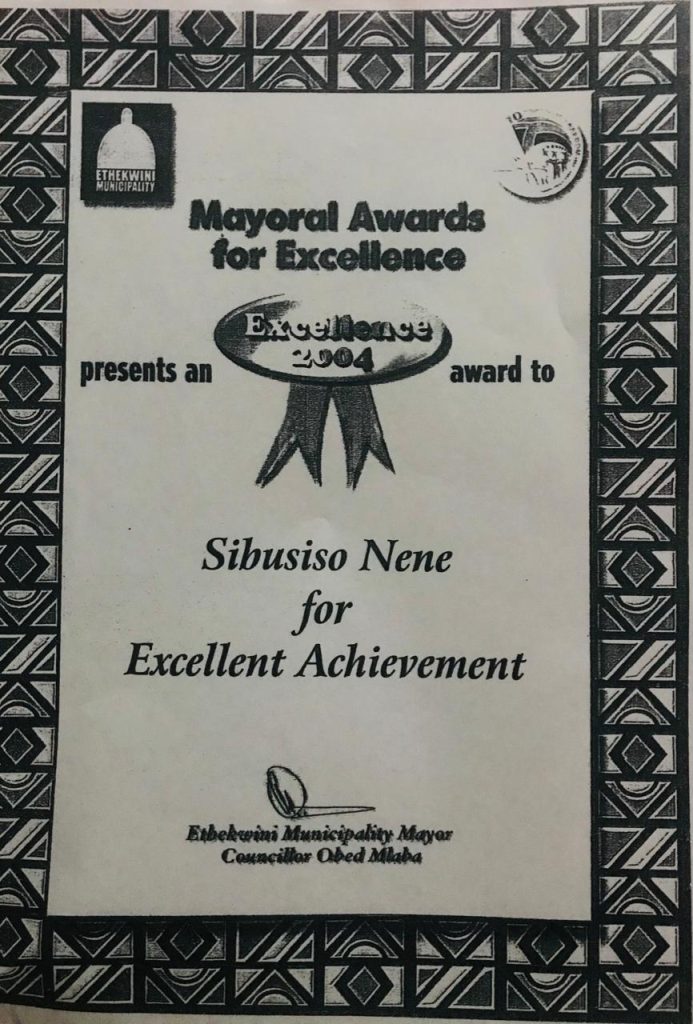 ETHEKWINI
MUNICIPALITY
Mayoral Awards
for Excellence
Excellence
2004
presents an
award to
Sibusiso Nene
for
Excellent Achievement
Ethekwini Municipality Mayor
Councillor Obed Mlaba